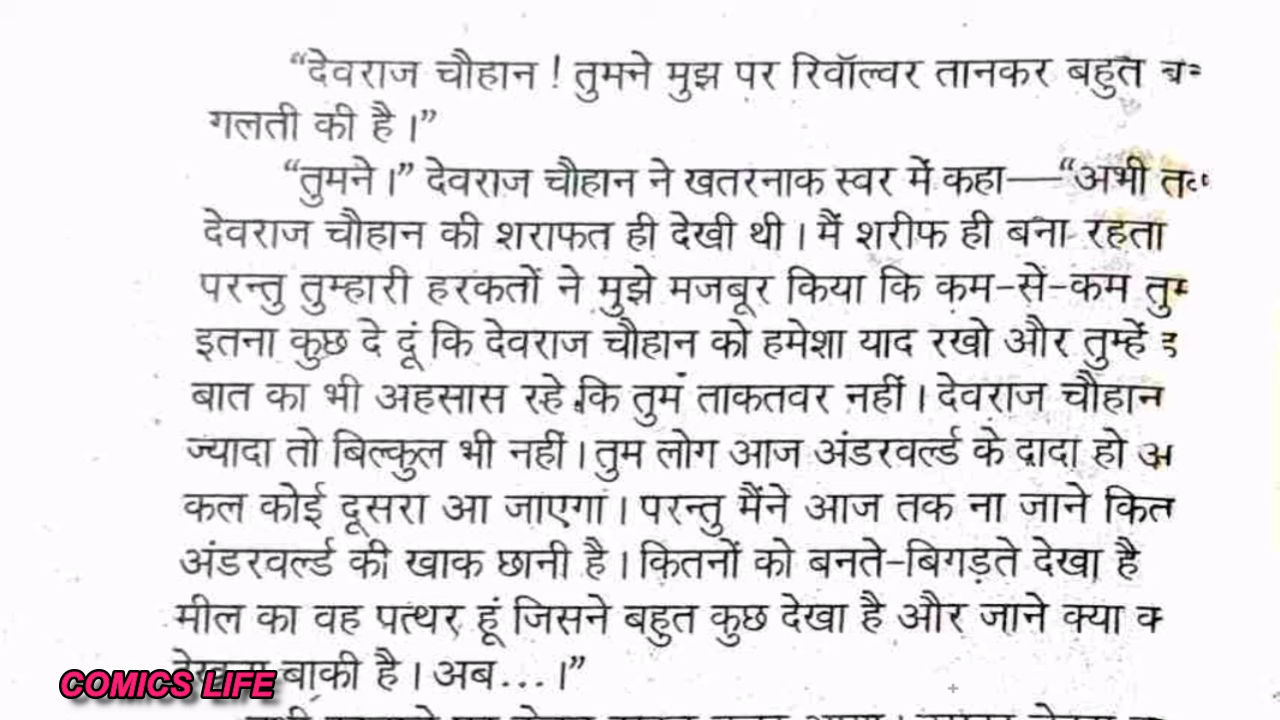 “देवराज चौहान ! तुमने मुझ पर रिवॉल्वर तानकर बहुत
गलती की है ।”
“तुमने ।” देवराज चौहान ने खतरनाक स्वर में कहा—“अभी
देवराज चौहान की शराफत ही देखी थी । मैं शरीफ ही बना रहता
परन्तु तुम्हारी हरकतों ने मुझे मजबूर किया कि कम-से-कम
इतना कुछ दे दूं कि देवराज चौहान को हमेशा याद रखो और तुम्हें
बात का भी अहसास रहे कि तुम ताकतवर नहीं । देवराज चौहान
ज्यादा तो बिल्कुल भी नहीं । तुम लोग आज अंडरवर्ल्ड के दादा हो
कल कोई दूसरा आ जाएगा । परन्तु मैंने आज तक ना जाने
अंडरवर्ल्ड की खाक छानी है । कितनों को बनते-बिगड़ते देखा है
मील का वह पत्थर हूं जिसने बहुत कुछ देखा है और जाने क्या
बाकी है । अब... ।”
COMICS LIFE